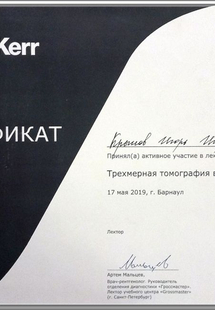 Kerr
ФИКАТ
Принял(а) активное участие в лек
Трехмерная томография в
17 мая 2019, г. Барнаул
Лектор
Артем Мальцев,
Врач-рентгенолог. Руководитель
отделения диагностики «Гроссмастер».
Лектор учебного центра «Grossmaster»
(г. Санкт-Петербург)